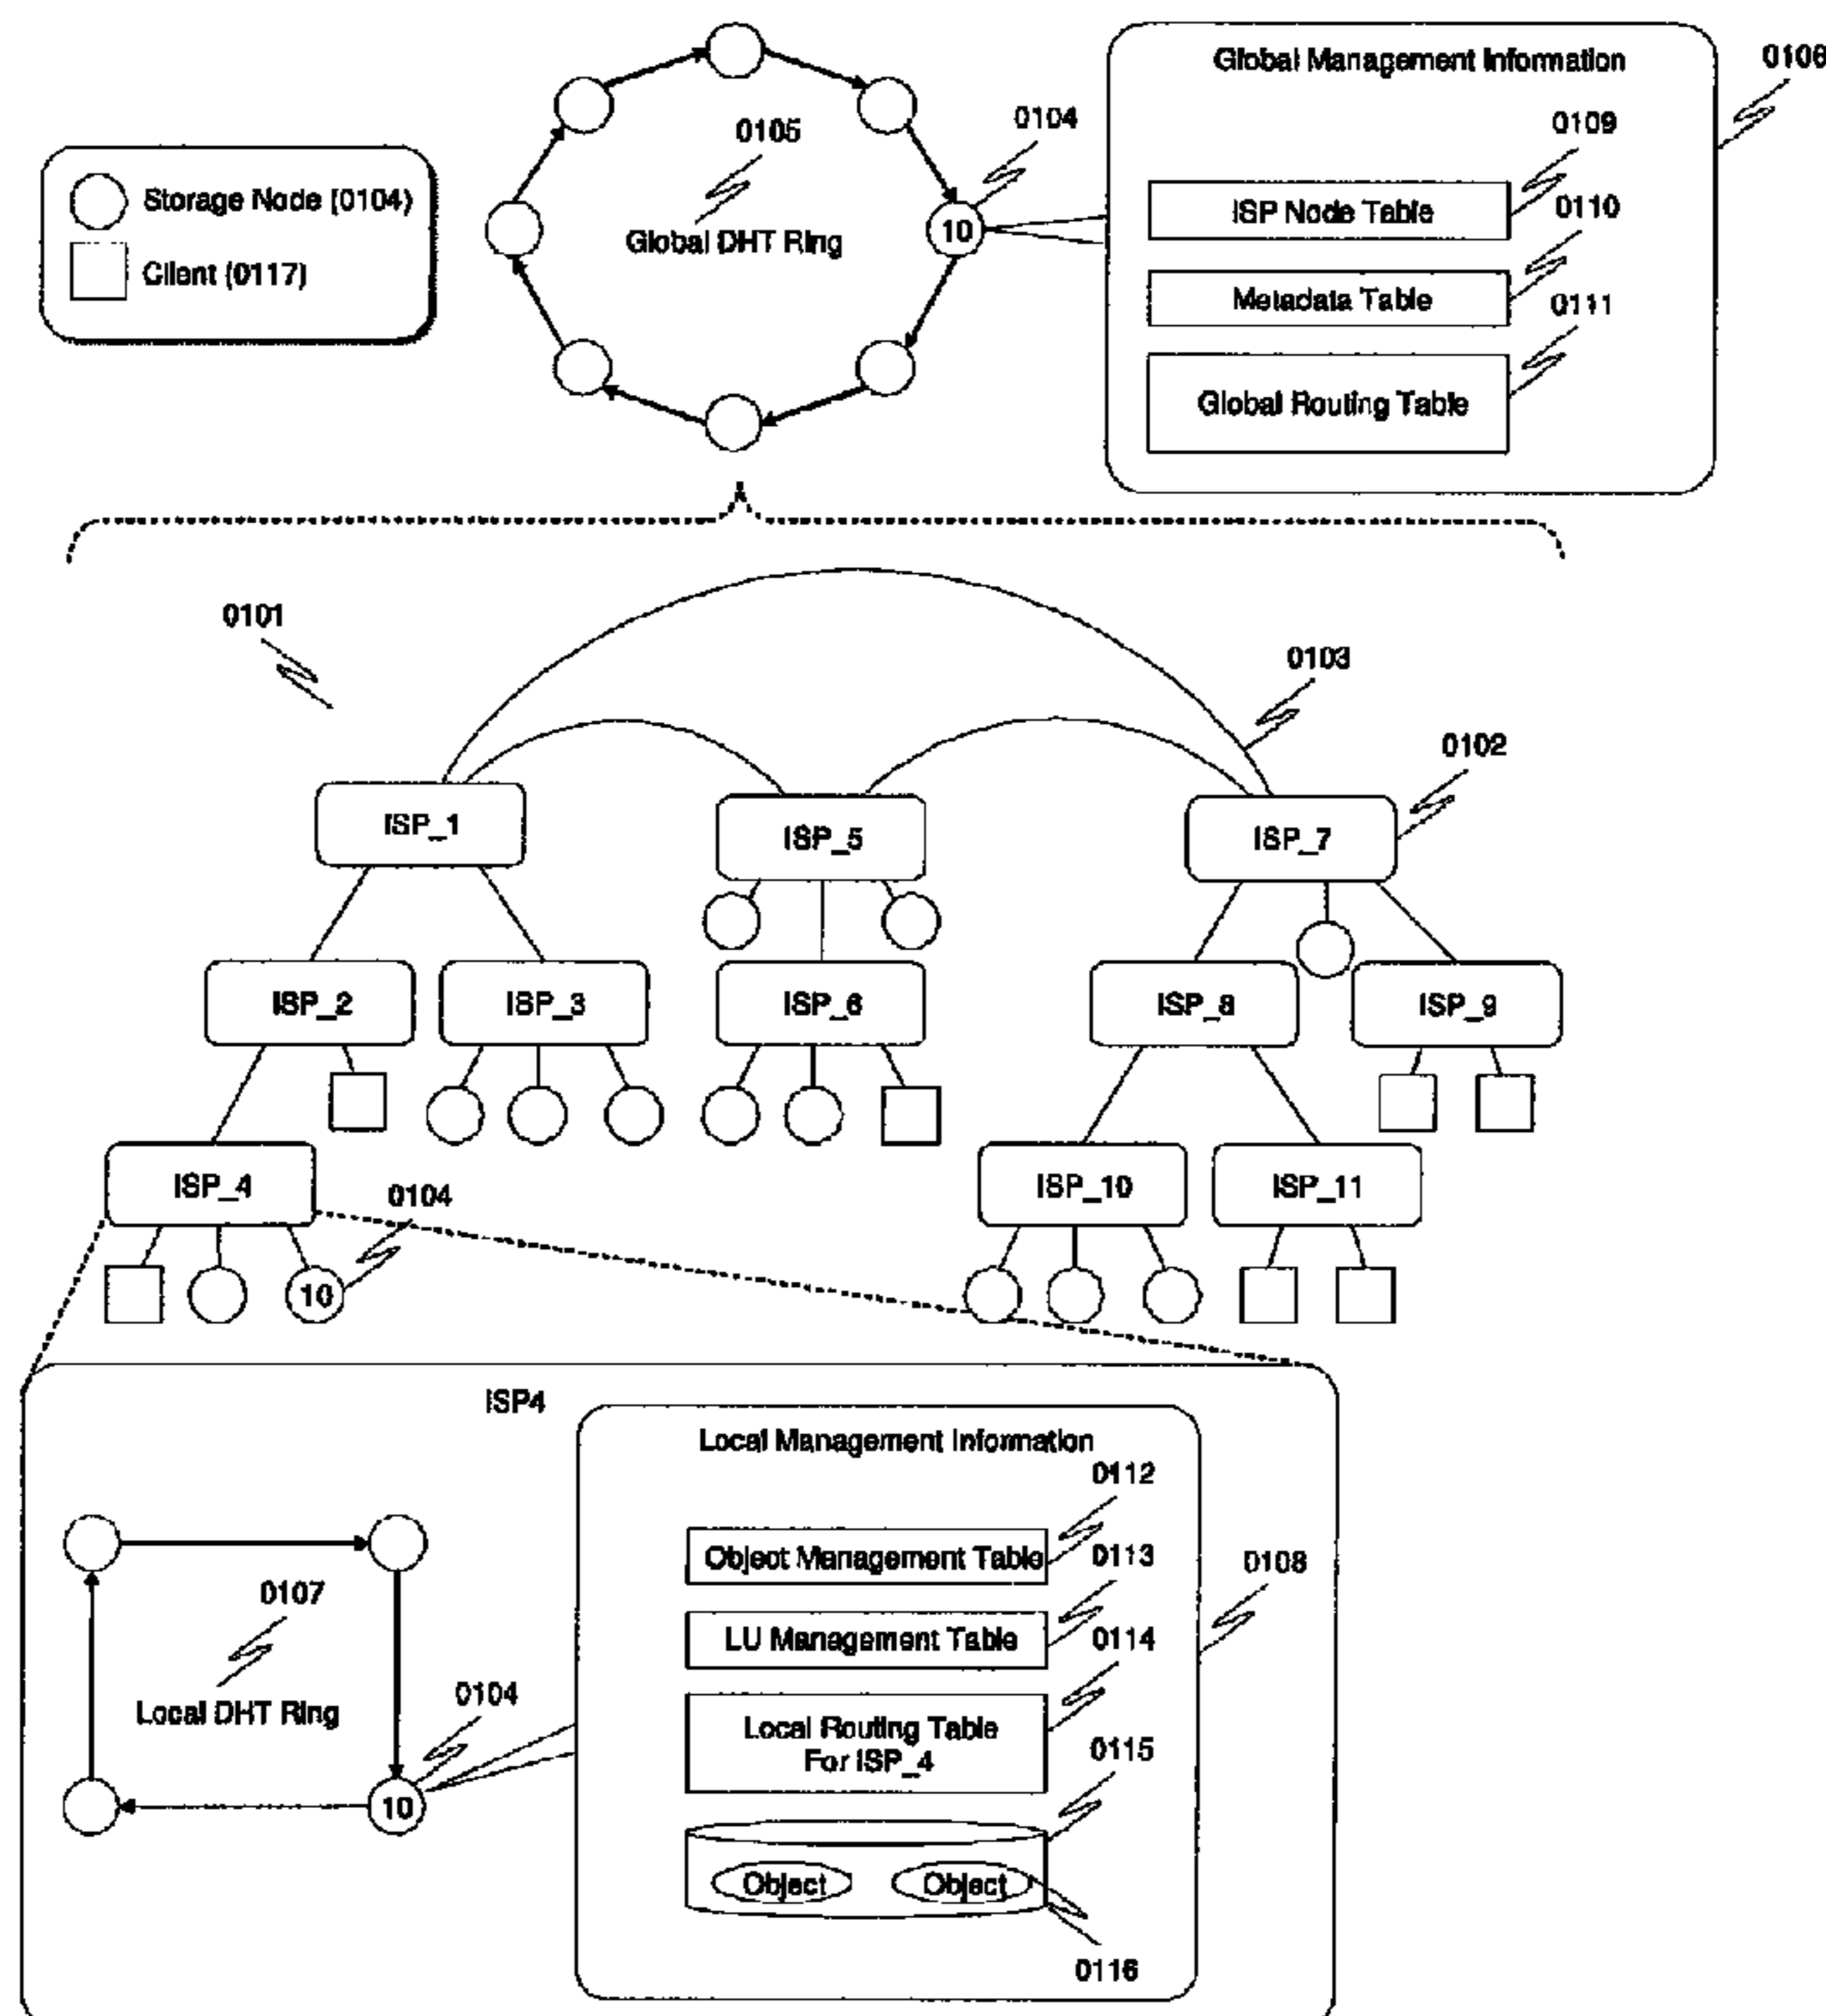 Global Management Information
0106
0109
ISP Node Table
0110
Metadata Table
0111
Global Routing Table
0105
Global DHT Ring
0104
10
Storage Node (0104)
Client (0117)
0101
0103
0102
ISP_1
ISP_5
ISP_7
ISP_2
ISP_3
ISP_6
ISP_8
ISP_9
ISP_4
0104
ISP_10
ISP_11
10
ISP4
Local Management Information
0112
Object Management Table
0113
0108
LU Management Table
0114
0107
Local DHT Ring
0104
Local Routing Table
For ISP_4
0115
10
Object
Object
0116